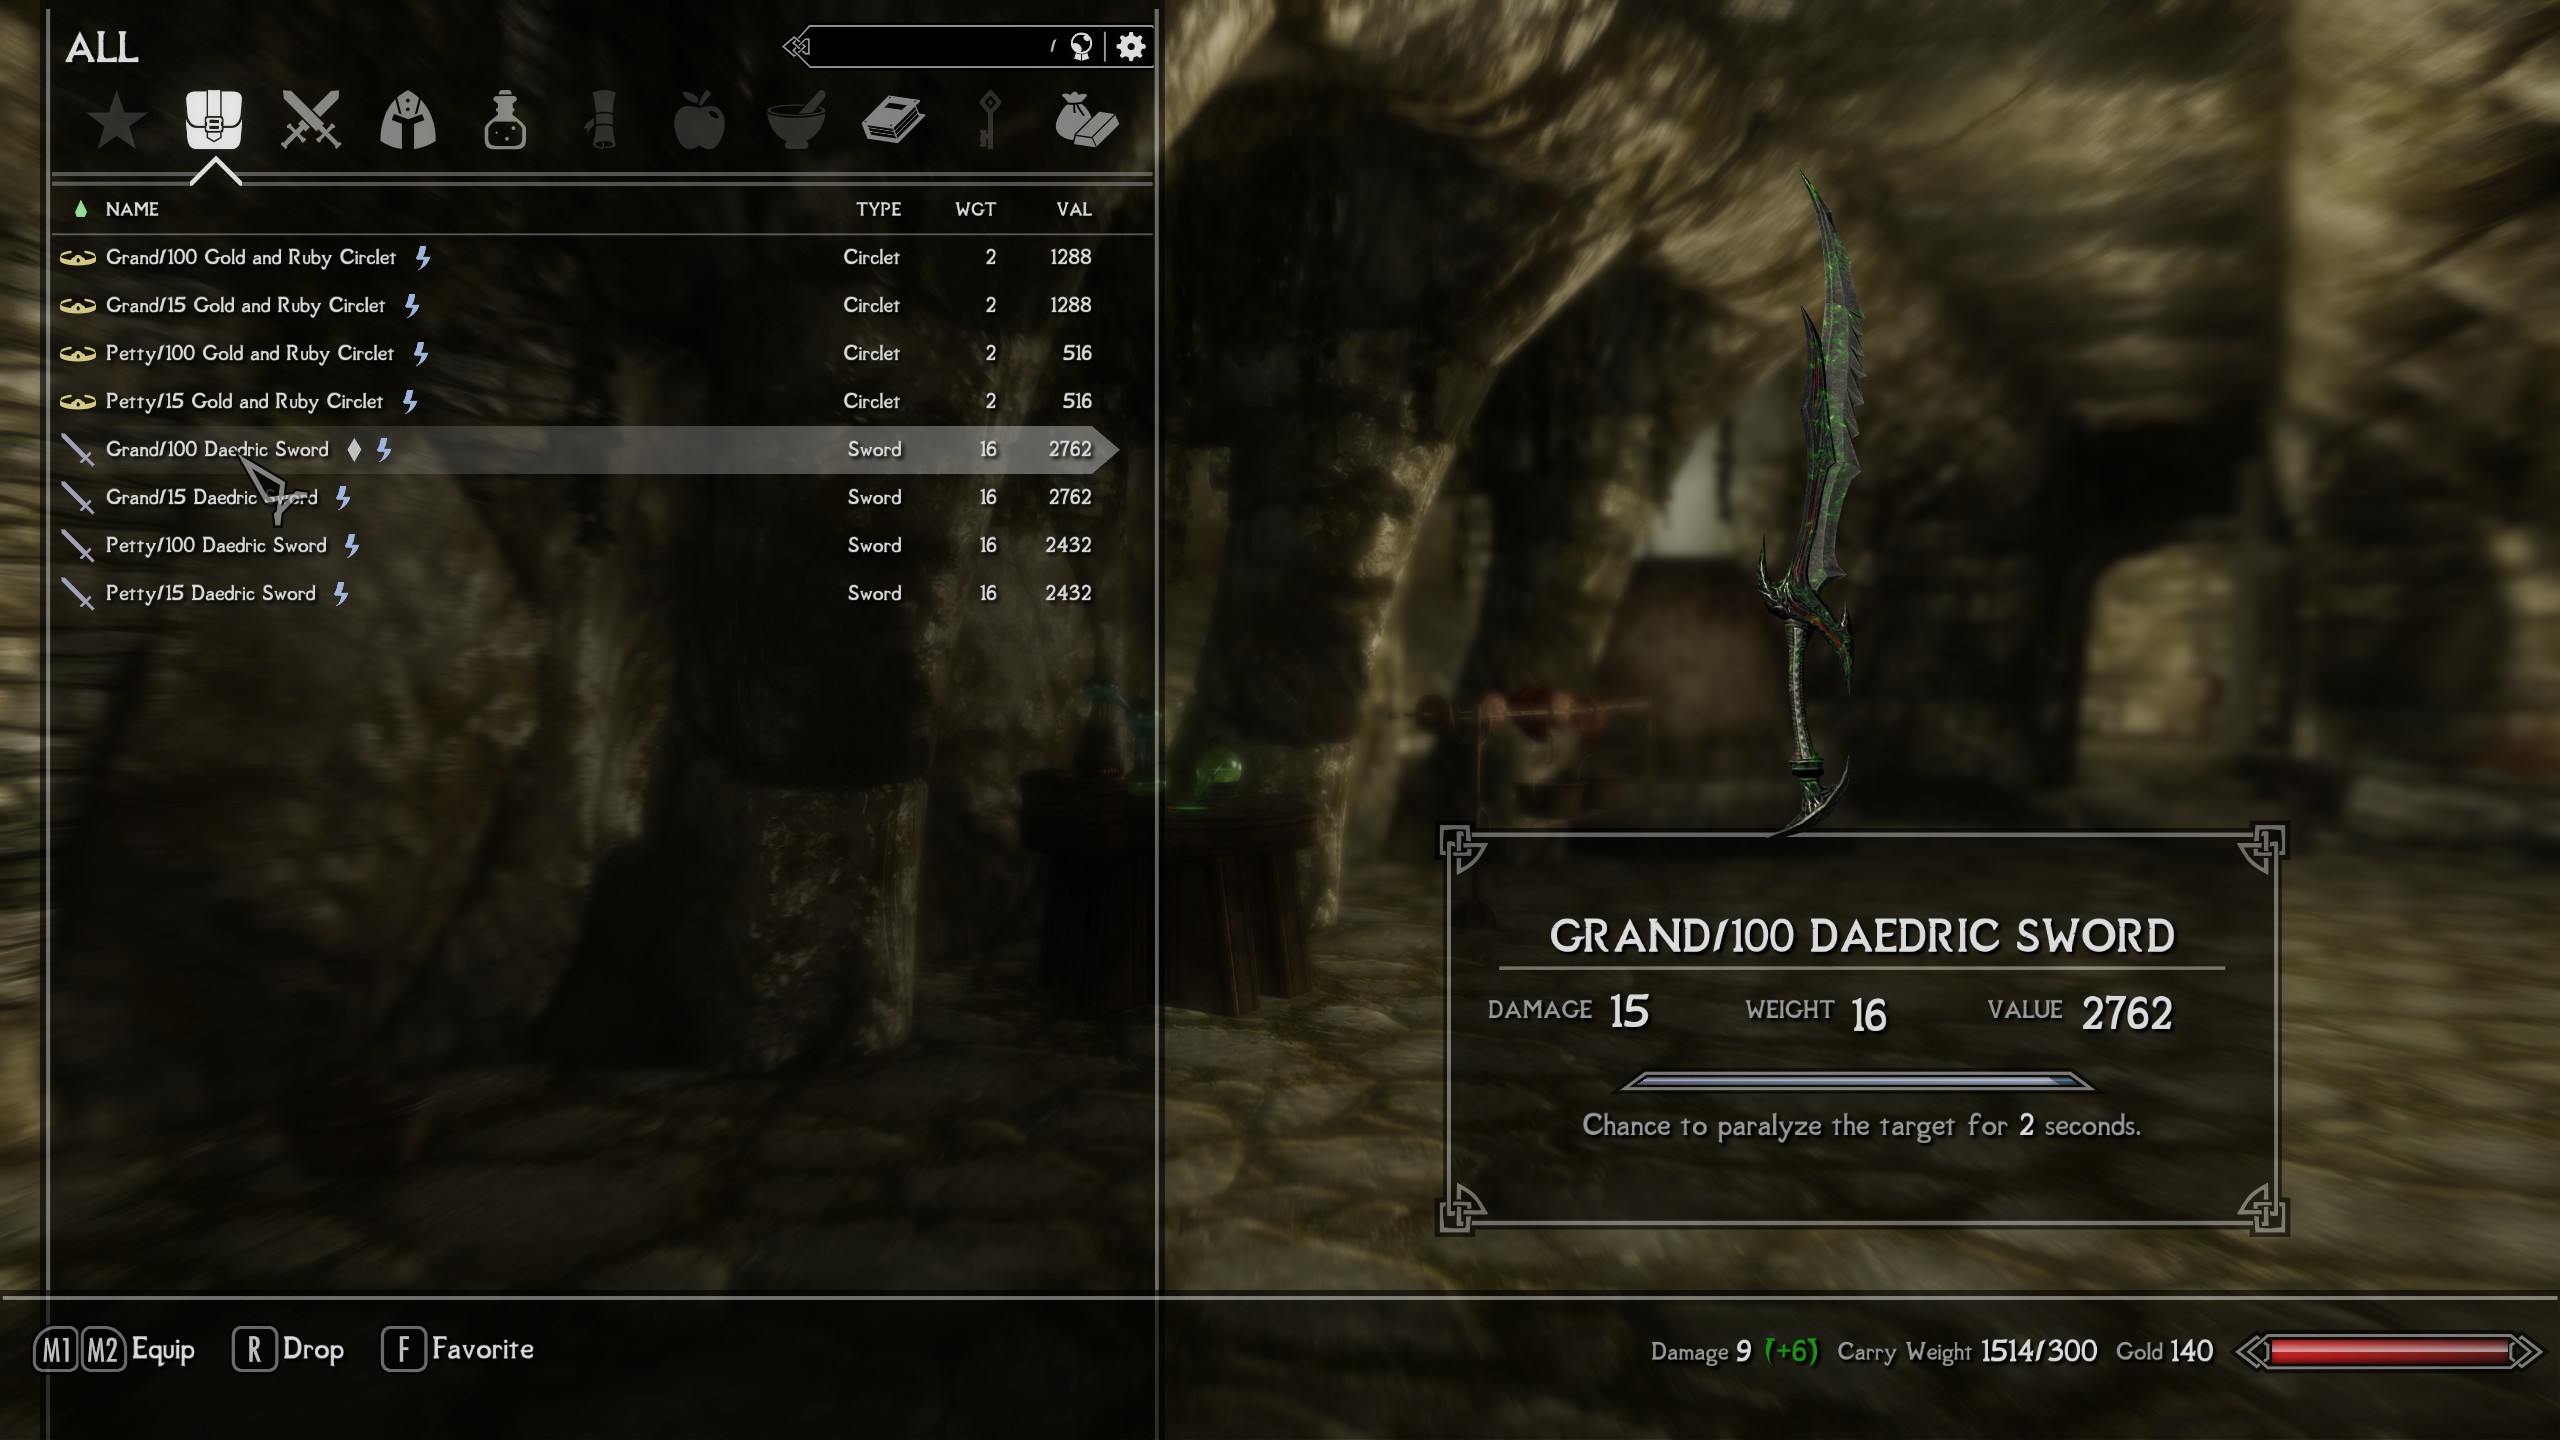 ALL
/
NAME TYPE WGT VAL
Grand/100 Gold and Ruby Circlet Circlet 2 1288
Grand/15 Gold and Ruby Circlet Circlet 2 1288
Petty/100 Gold and Ruby Circlet Circlet 2 516
Petty/15 Gold and Ruby Circlet Circlet 2 516
Grand/100 Daedric Sword Sword 16 2762
Grand/15 Daedric Sword Sword 16 2762
Petty/100 Daedric Sword Sword 16 2432
Petty/15 Daedric Sword Sword 16 2432
GRAND/100 DAEDRIC SWORD
DAMAGE 15 WEIGHT 16 VALUE 2762
Chance to paralyze the target for 2 seconds.
M1 M2 Equip R Drop F Favorite
Damage 9 (+6) Carry Weight 1514/300 Gold 140